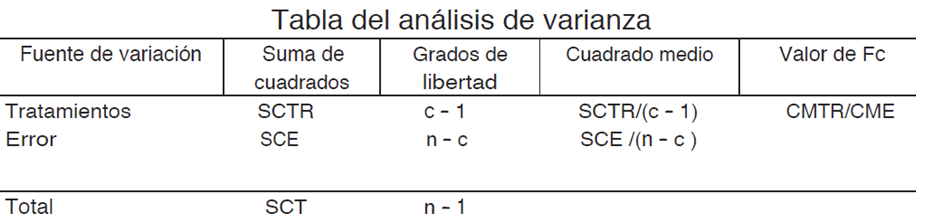 Tabla del análisis de varianza
Fuente de variación Suma de cuadrados Grados de libertad Cuadrado medio Valor de Fc
Tratamientos SCTR c - 1 SCTR/(c - 1) CMTR/CME
Error SCE n - c SCE /(n - c )
Total SCT n - 1